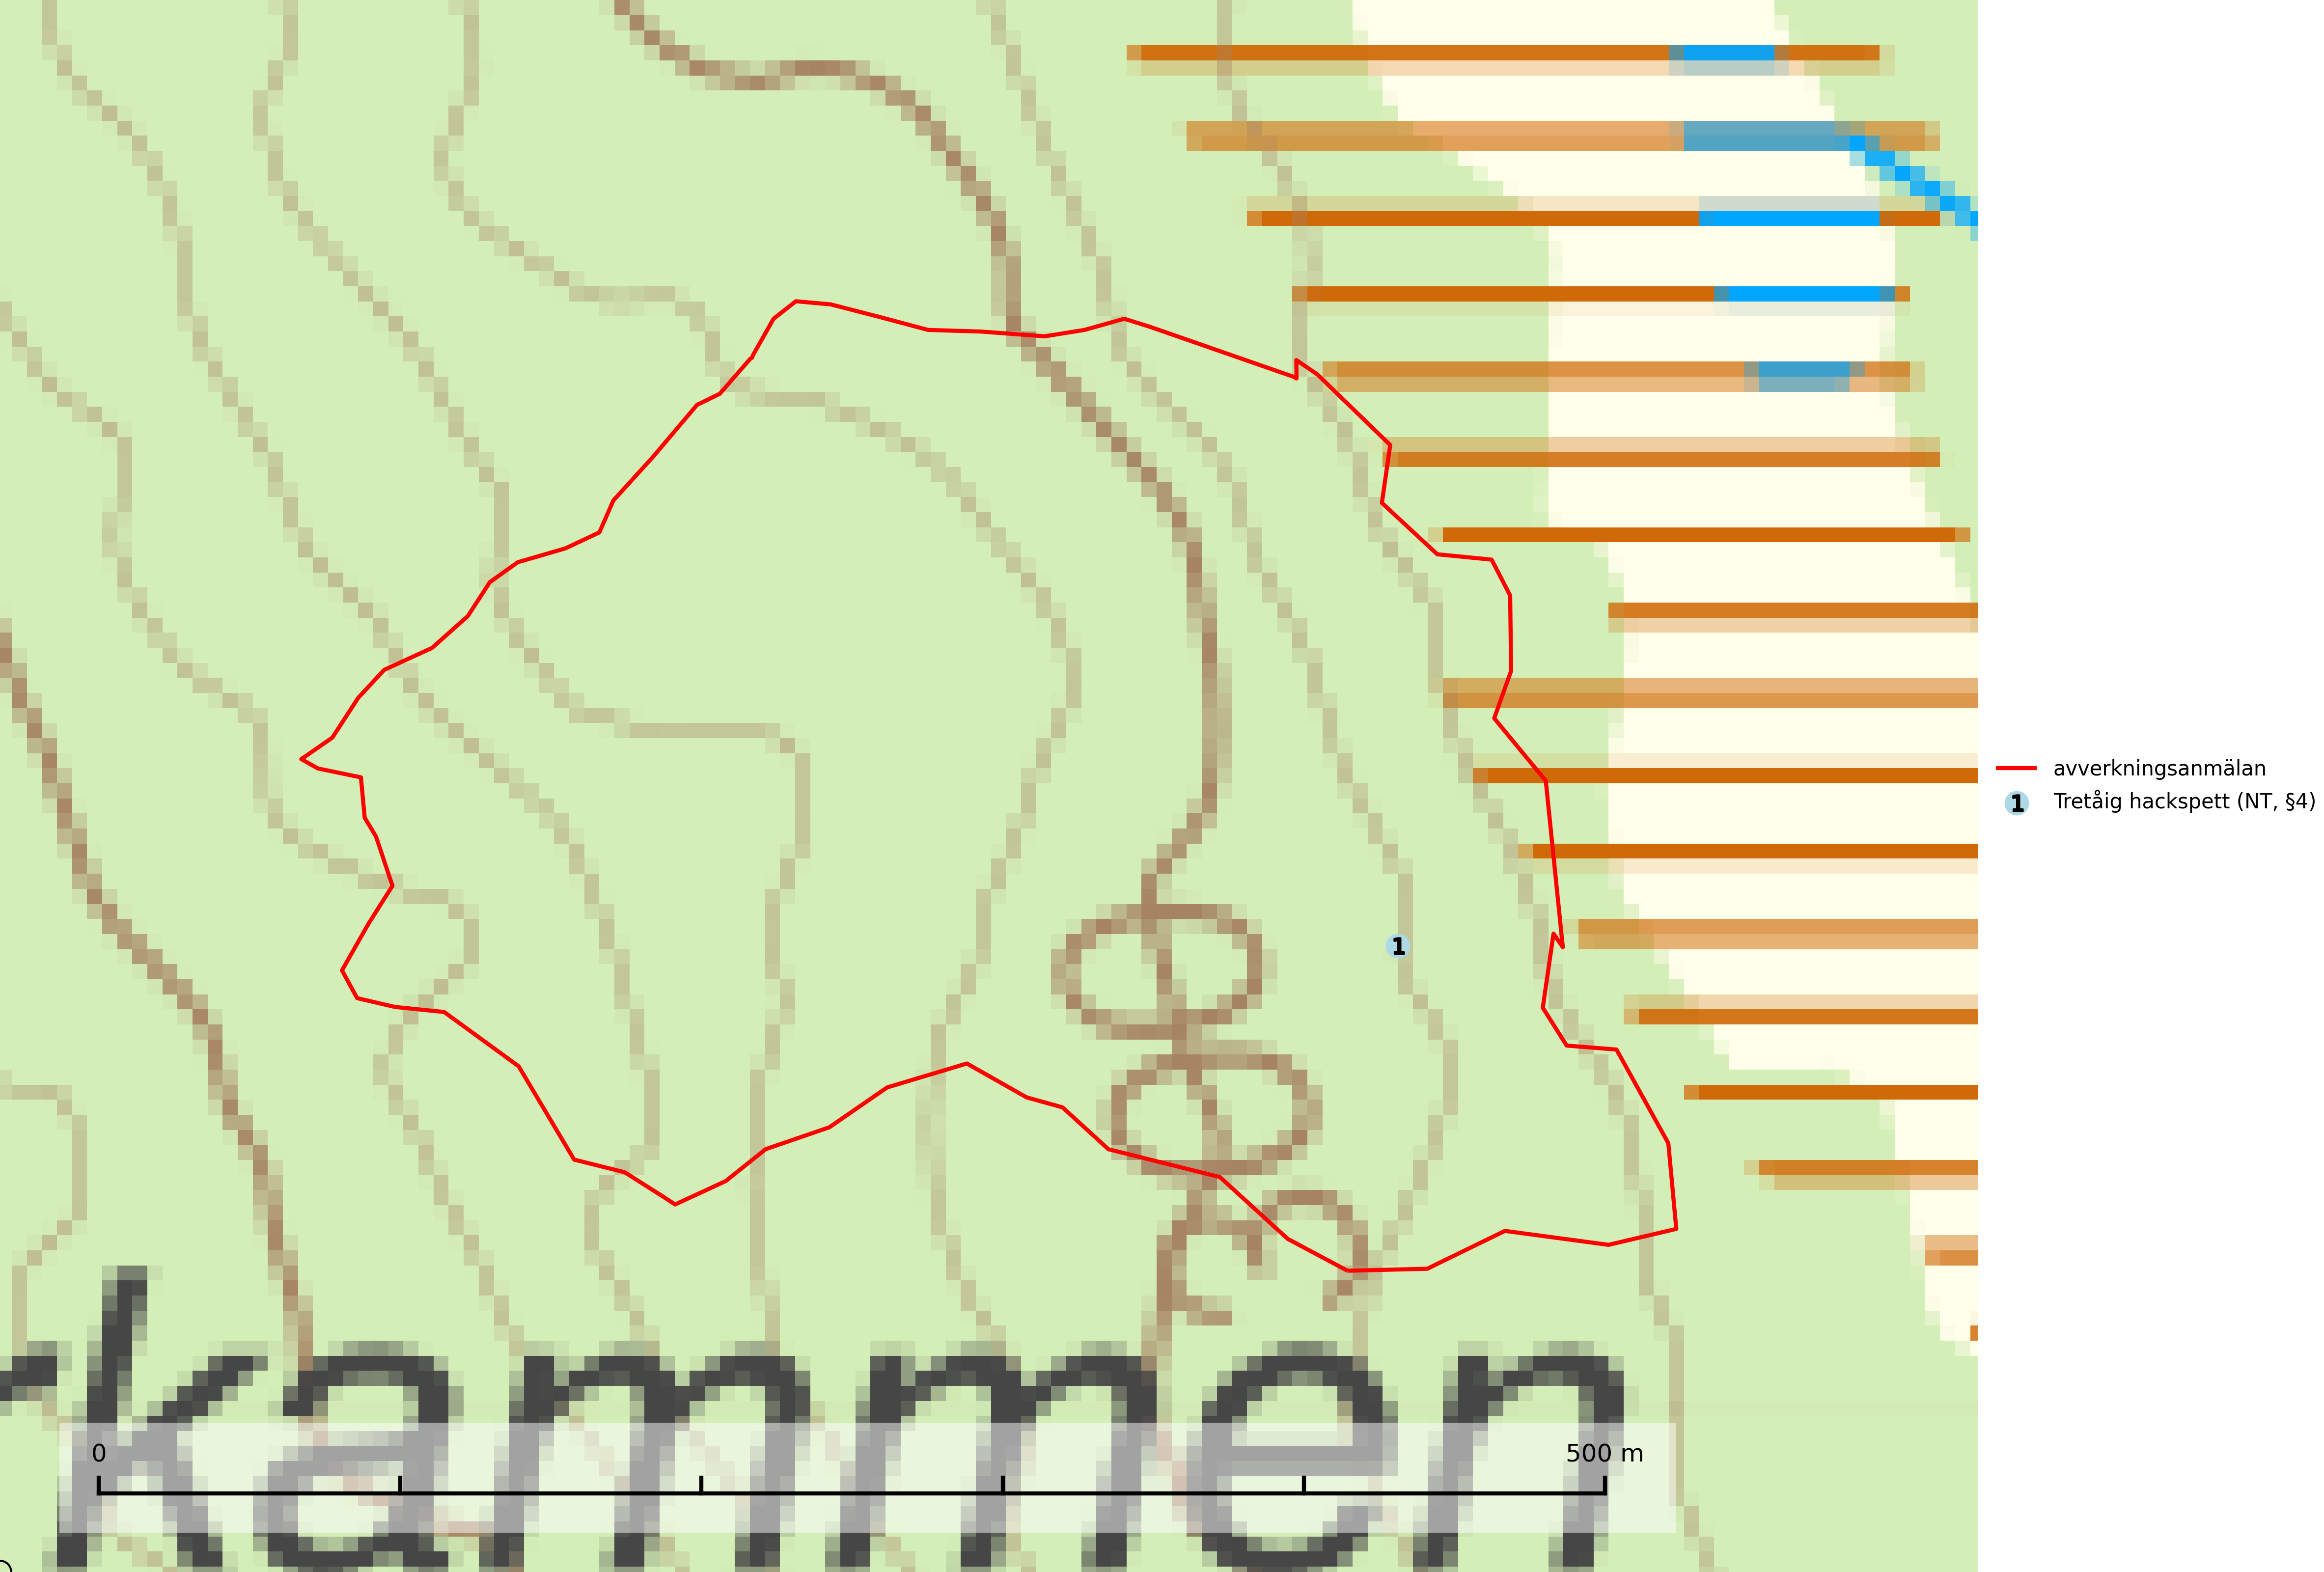 avverkningsanmälan
1 Tretåig hackspett (NT, §4)
1
kammen
0 500 m